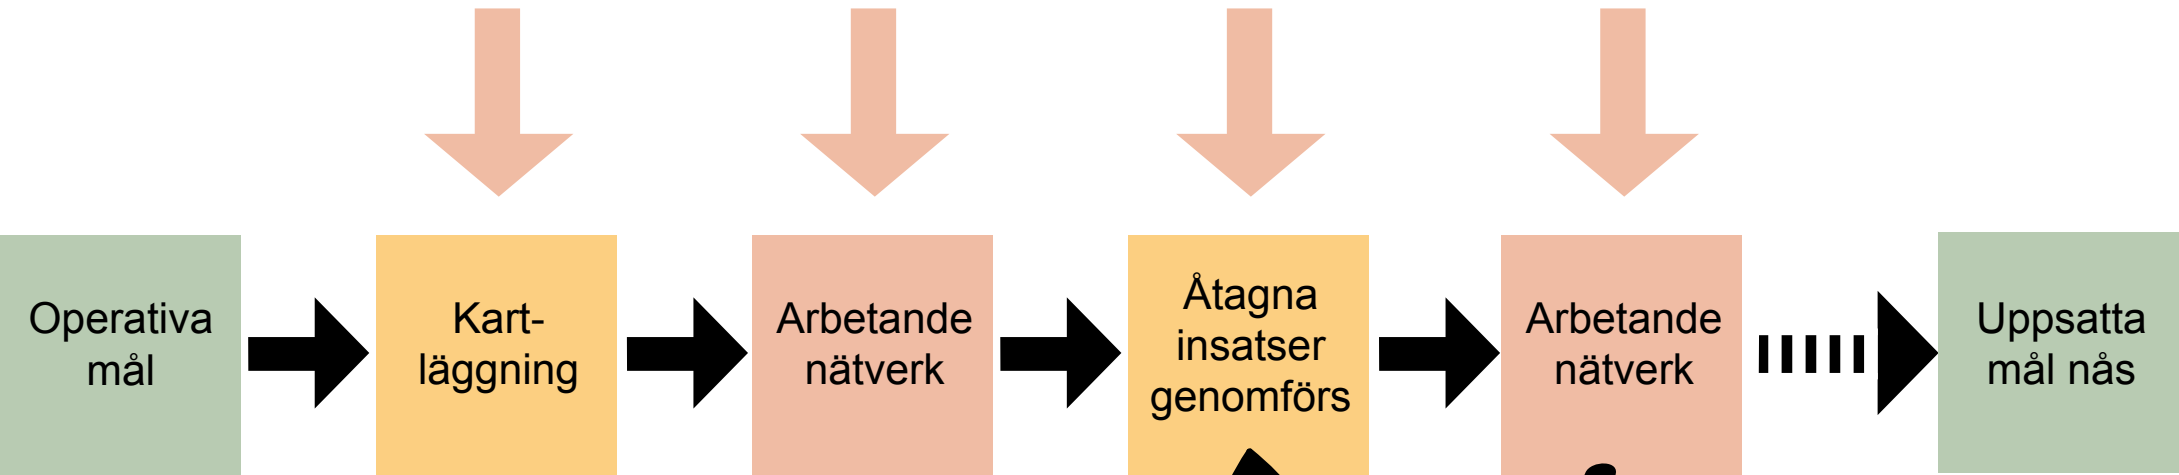 Operativa
mål
Kart-
läggning
Arbetande
nätverk
Åtagna
insatser
genomförs
Arbetande
nätverk
Uppsatta
mål nås